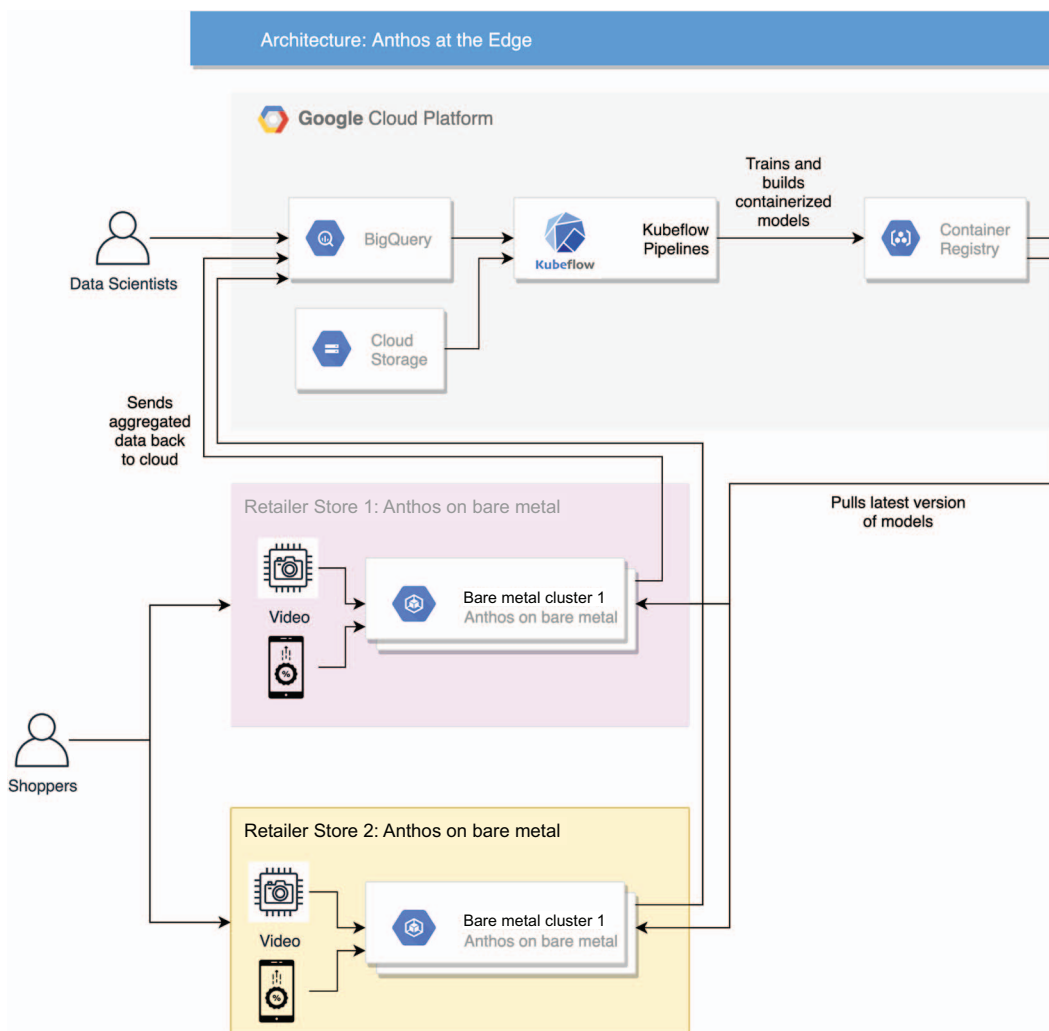 Architecture: Anthos at the Edge
Google Cloud Platform
Trains and
builds
containerized
models
Data Scientists
BigQuery
Kubeflow
Kubeflow
Pipelines
Container
Registry
Cloud
Storage
Sends
aggregated
data back
to cloud
Pulls latest version
of models
Retailer Store 1: Anthos on bare metal
Video
%
Bare metal cluster 1
Anthos on bare metal
Shoppers
Retailer Store 2: Anthos on bare metal
Video
%
Bare metal cluster 1
Anthos on bare metal